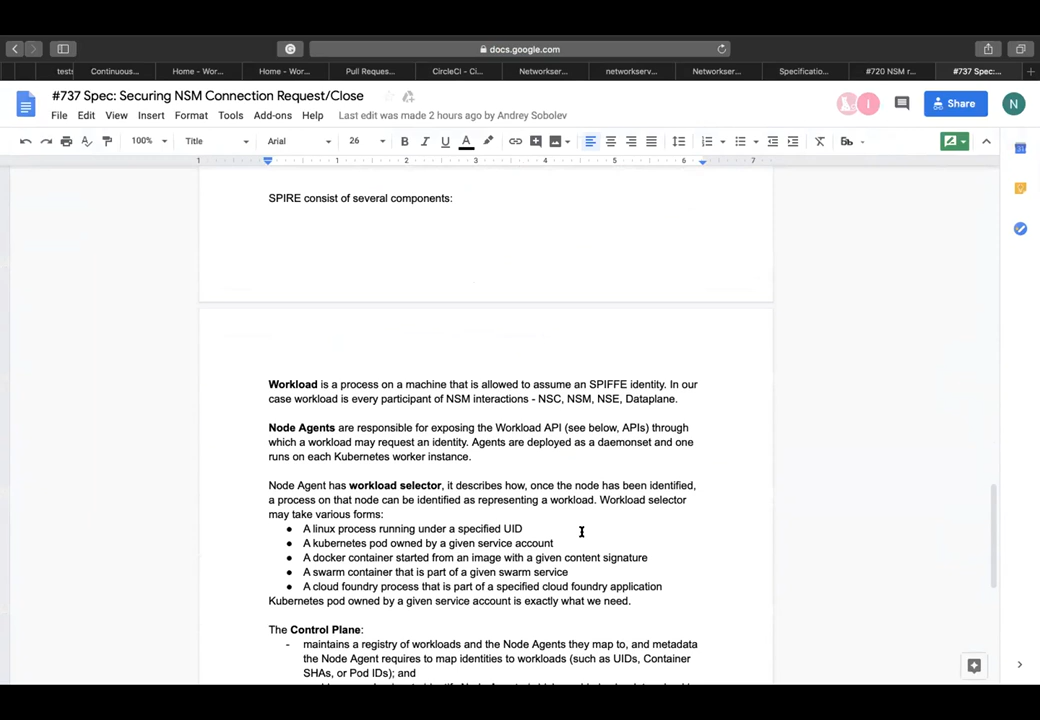 docs.google.com
tests
Continuous...
Home - Wor...
Home - Wor...
Pull Reques...
CircleCI - Ci...
Networkser...
networkserv...
Networkser...
Specificatio...
#720 NSM r...
#737 Spec:...
#737 Spec: Securing NSM Connection Request/Close
File Edit View Insert Format Tools Add-ons Help Last edit was made 2 hours ago by Andrey Sobolev
I
Share
N
100% Title Arial 26 B I U A
1 1 2 3 4 5 6 7
SPIRE consist of several components:
Workload is a process on a machine that is allowed to assume an SPIFFE identity. In our
case workload is every participant of NSM interactions - NSC, NSM, NSE, Dataplane.
Node Agents are responsible for exposing the Workload API (see below, APIs) through
which a workload may request an identity. Agents are deployed as a daemonset and one
runs on each Kubernetes worker instance.
Node Agent has workload selector, it describes how, once the node has been identified,
a process on that node can be identified as representing a workload. Workload selector
may take various forms:
● A linux process running under a specified UID
● A kubernetes pod owned by a given service account
● A docker container started from an image with a given content signature
● A swarm container that is part of a given swarm service
● A cloud foundry process that is part of a specified cloud foundry application
Kubernetes pod owned by a given service account is exactly what we need.
The Control Plane:
- maintains a registry of workloads and the Node Agents they map to, and metadata
the Node Agent requires to map identities to workloads (such as UIDs, Container
SHAs, or Pod IDs); and